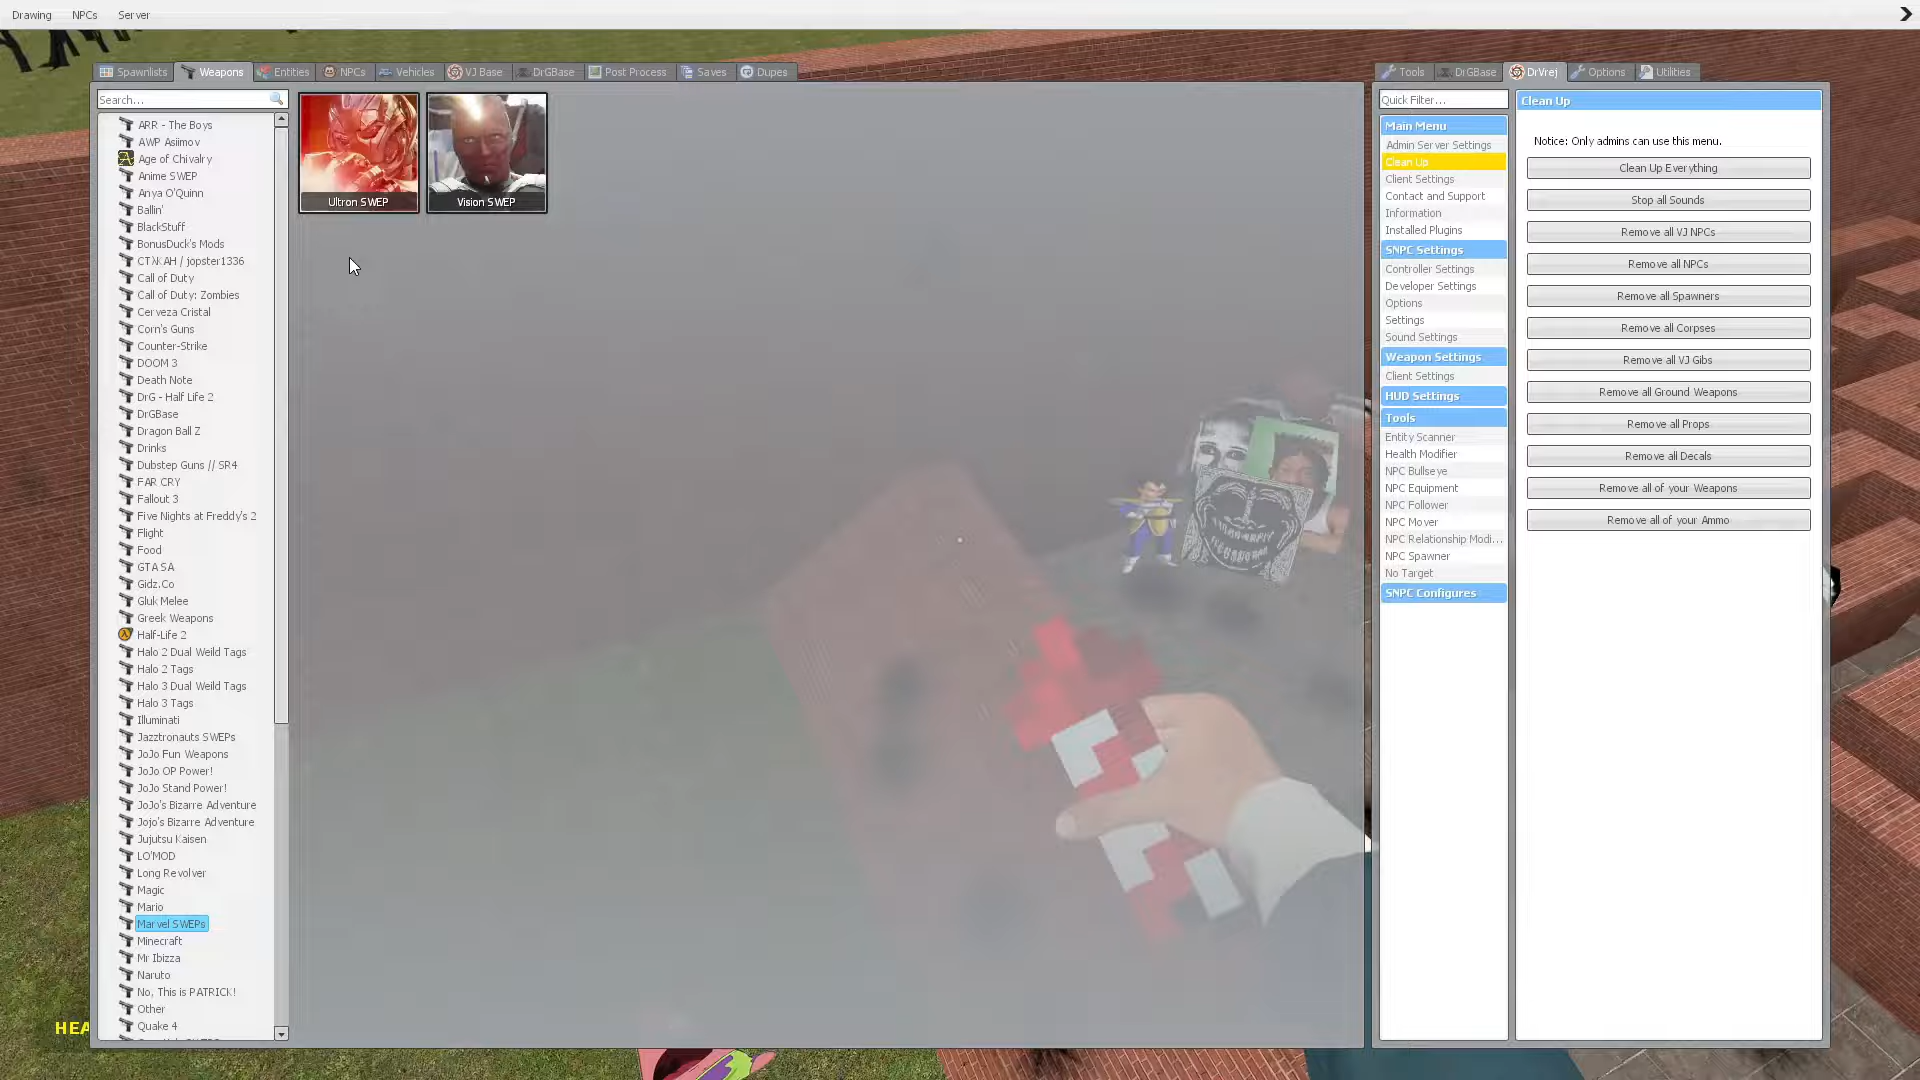 Drawing NPCs Server
Spawnlists Weapons Entities NPCs Vehicles VJ Base DrGBase Post Process Saves Dupes
Search...
ARR - The Boys
AWP Asiimov
Age of Chivalry
Anime SWEP
Anya O'Quinn
Ballin'
BlackStuff
BonusDuck's Mods
CTλKAH / jopster1336
Call of Duty
Call of Duty: Zombies
Cerveza Cristal
Corn's Guns
Counter-Strike
DOOM 3
Death Note
DrG - Half Life 2
DrGBase
Dragon Ball Z
Drinks
Dubstep Guns // SR4
FAR CRY
Fallout 3
Five Nights at Freddy's 2
Flight
Food
GTA SA
Gidz.Co
Gluk Melee
Greek Weapons
Half-Life 2
Halo 2 Dual Weild Tags
Halo 2 Tags
Halo 3 Dual Weild Tags
Halo 3 Tags
Illuminati
Jazztronauts SWEPs
JoJo Fun Weapons
JoJo OP Power!
JoJo Stand Power!
JoJo's Bizarre Adventure
Jojo's Bizarre Adventure
Jujutsu Kaisen
LO'MOD
Long Revolver
Magic
Mario
Marvel SWEPs
Minecraft
Mr Ibizza
Naruto
No, This is PATRICK!
Other
Quake 4
HEA
Ultron SWEP
Vision SWEP
Tools DrGBase DrVrej Options Utilities
Quick Filter...
Main Menu
Admin Server Settings
Clean Up
Client Settings
Contact and Support
Information
Installed Plugins
SNPC Settings
Controller Settings
Developer Settings
Options
Settings
Sound Settings
Weapon Settings
Client Settings
HUD Settings
Tools
Entity Scanner
Health Modifier
NPC Bullseye
NPC Equipment
NPC Follower
NPC Mover
NPC Relationship Modi...
NPC Spawner
No Target
SNPC Configures
Clean Up
Notice: Only admins can use this menu.
Clean Up Everything
Stop all Sounds
Remove all VJ NPCs
Remove all NPCs
Remove all Spawners
Remove all Corpses
Remove all VJ Gibs
Remove all Ground Weapons
Remove all Props
Remove all Decals
Remove all of your Weapons
Remove all of your Ammo